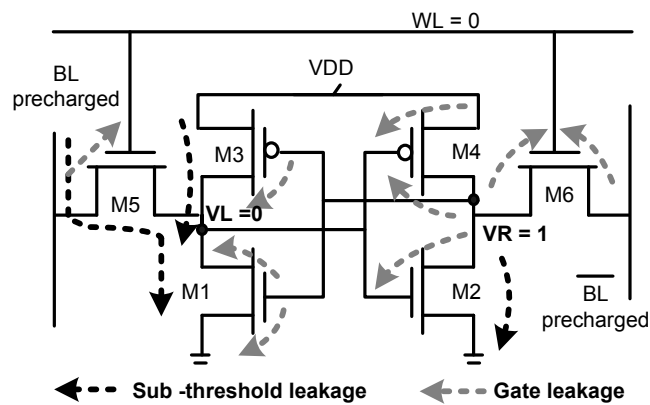 WL = 0
BL
precharged
VDD
M3
M4
M5
M6
VL =0
VR = 1
M1
M2
BL
precharged
Sub -threshold leakage
Gate leakage